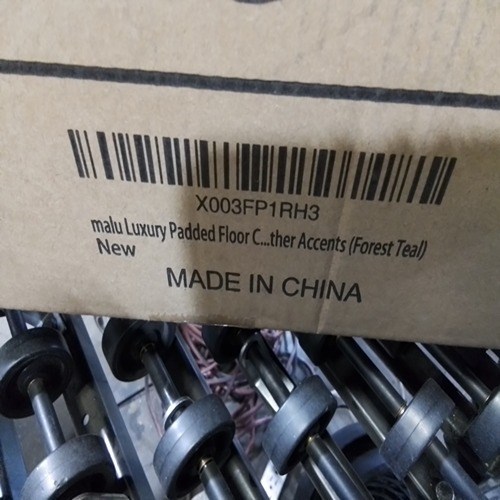 X003FP1RH3
malu Luxury Padded Floor C...ther Accents (Forest Teal)
New
MADE IN CHINA